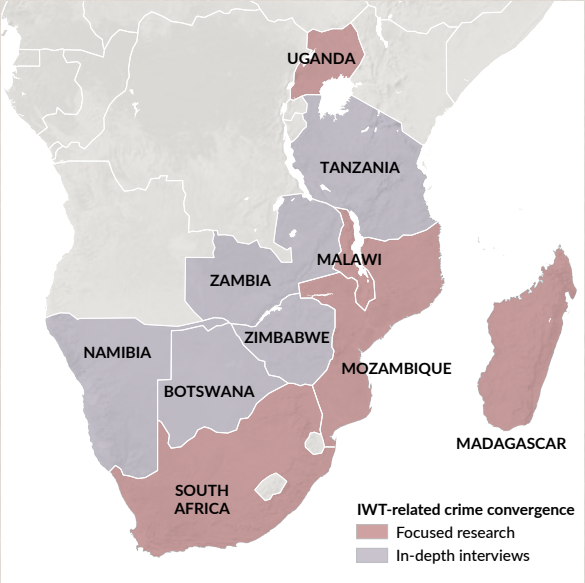 UGANDA
TANZANIA
MALAWI
ZAMBIA
ZIMBABWE
NAMIBIA
MOZAMBIQUE
BOTSWANA
MADAGASCAR
SOUTH
AFRICA
IWT-related crime convergence
Focused research
In-depth interviews